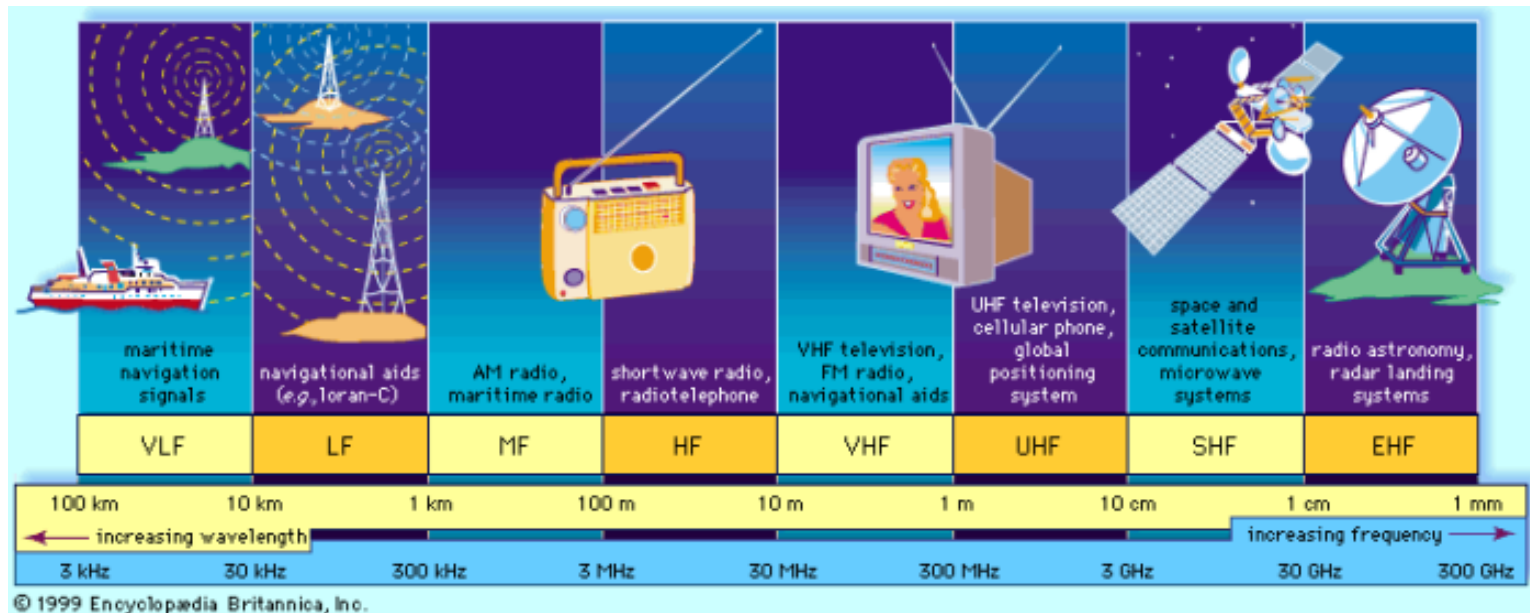 maritime
navigation
signals
navigational aids
(e.g., loran-C)
AM radio,
maritime radio
shortwave radio,
radiotelephone
VHF television,
FM radio,
navigational aids
UHF television,
cellular phone,
global
positioning
system
space and
satellite
communications,
microwave
systems
radio astronomy,
radar landing
systems
VLF LF MF HF VHF UHF SHF EHF
100 km 10 km 1 km 100 m 10 m 1 m 10 cm 1 cm 1 mm
increasing wavelength increasing frequency
3 kHz 30 kHz 300 kHz 3 MHz 30 MHz 300 MHz 3 GHz 30 GHz 300 GHz
© 1999 Encyclopædia Britannica, Inc.